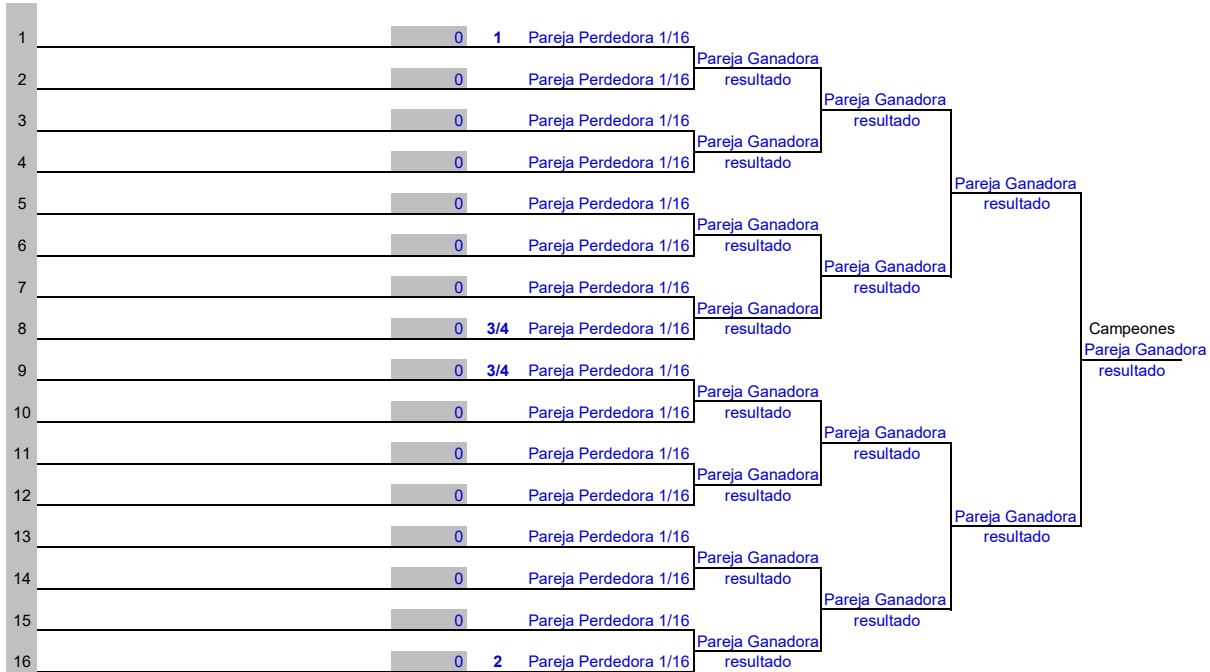 1 0 1 Pareja Perdedora 1/16
Pareja Ganadora
2 0 Pareja Perdedora 1/16 resultado
Pareja Ganadora
3 0 Pareja Perdedora 1/16 resultado
Pareja Ganadora
4 0 Pareja Perdedora 1/16 resultado
Pareja Ganadora
5 0 Pareja Perdedora 1/16 resultado
Pareja Ganadora
6 0 Pareja Perdedora 1/16 resultado
Pareja Ganadora
7 0 Pareja Perdedora 1/16 resultado
Pareja Ganadora
8 0 3/4 Pareja Perdedora 1/16 resultado Campeones
Pareja Ganadora
9 0 3/4 Pareja Perdedora 1/16 resultado
Pareja Ganadora
10 0 Pareja Perdedora 1/16 resultado
Pareja Ganadora
11 0 Pareja Perdedora 1/16 resultado
Pareja Ganadora
12 0 Pareja Perdedora 1/16 resultado
Pareja Ganadora
13 0 Pareja Perdedora 1/16 resultado
Pareja Ganadora
14 0 Pareja Perdedora 1/16 resultado
Pareja Ganadora
15 0 Pareja Perdedora 1/16 resultado
Pareja Ganadora
16 0 2 Pareja Perdedora 1/16 resultado